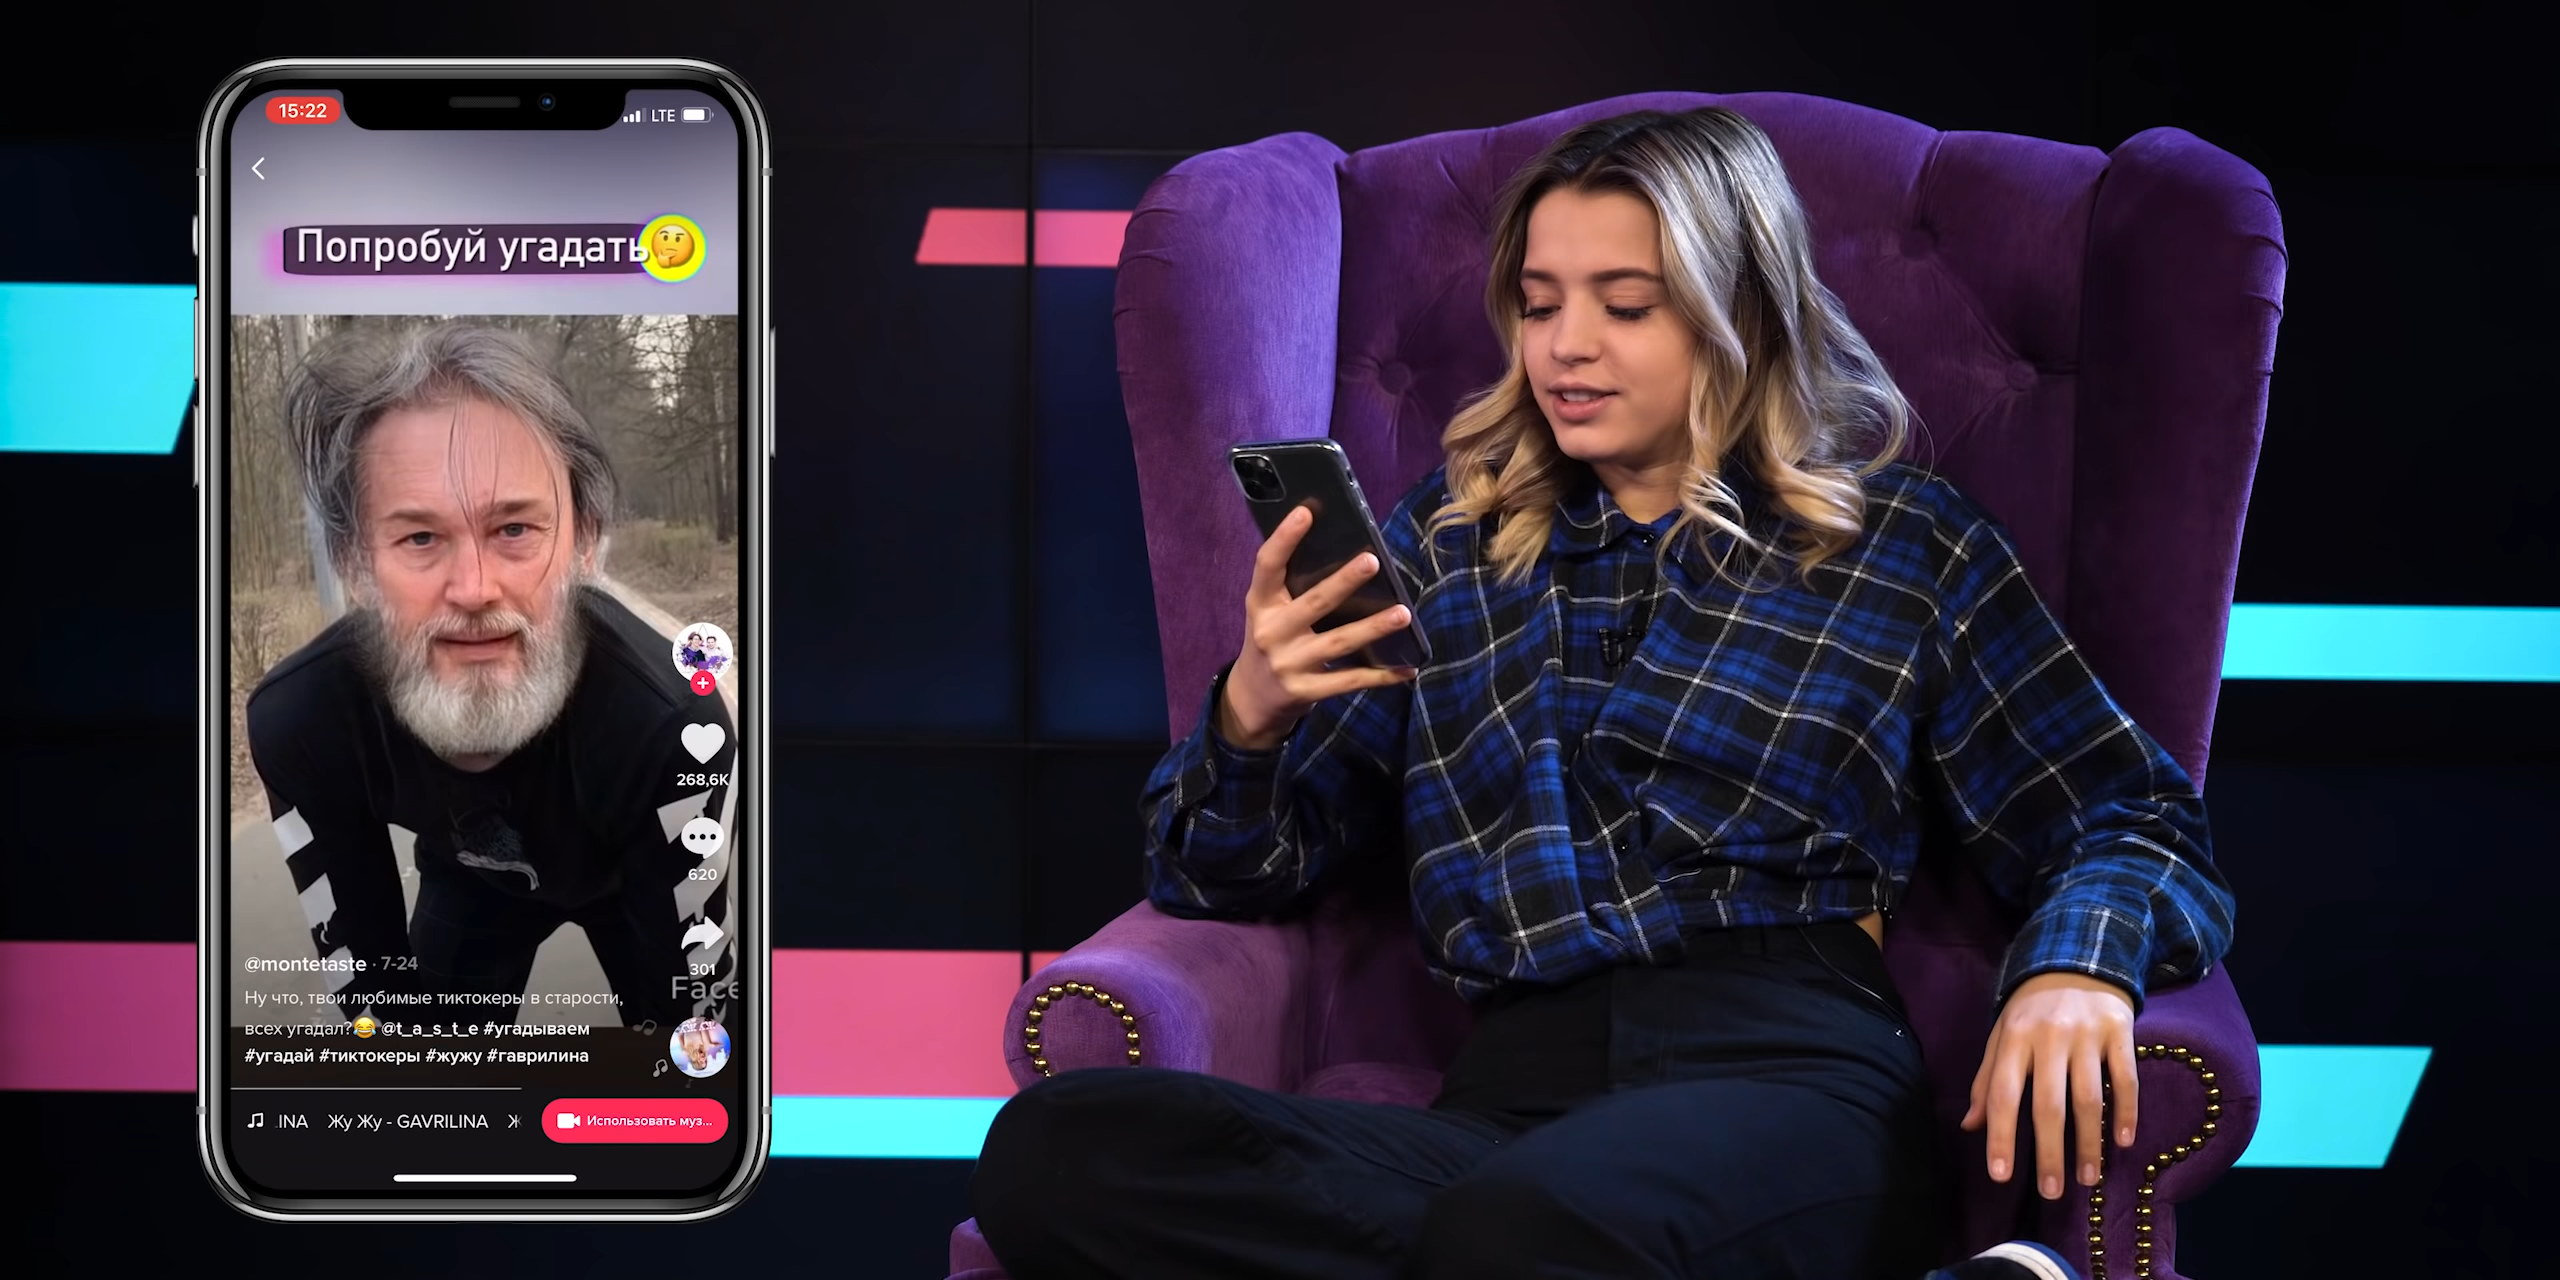 15:22
LTE
Попробуй угадать🤔
268,6K
620
301
Face
@montetaste · 7-24
Ну что, твои любимые тиктокеры в старости,
всех угадал?😂 @t_a_s_t_e #угадываем
#угадай #тиктокеры #жужу #гаврилина
.INA Жу Жу - GAVRILINA Ж
Использовать муз...